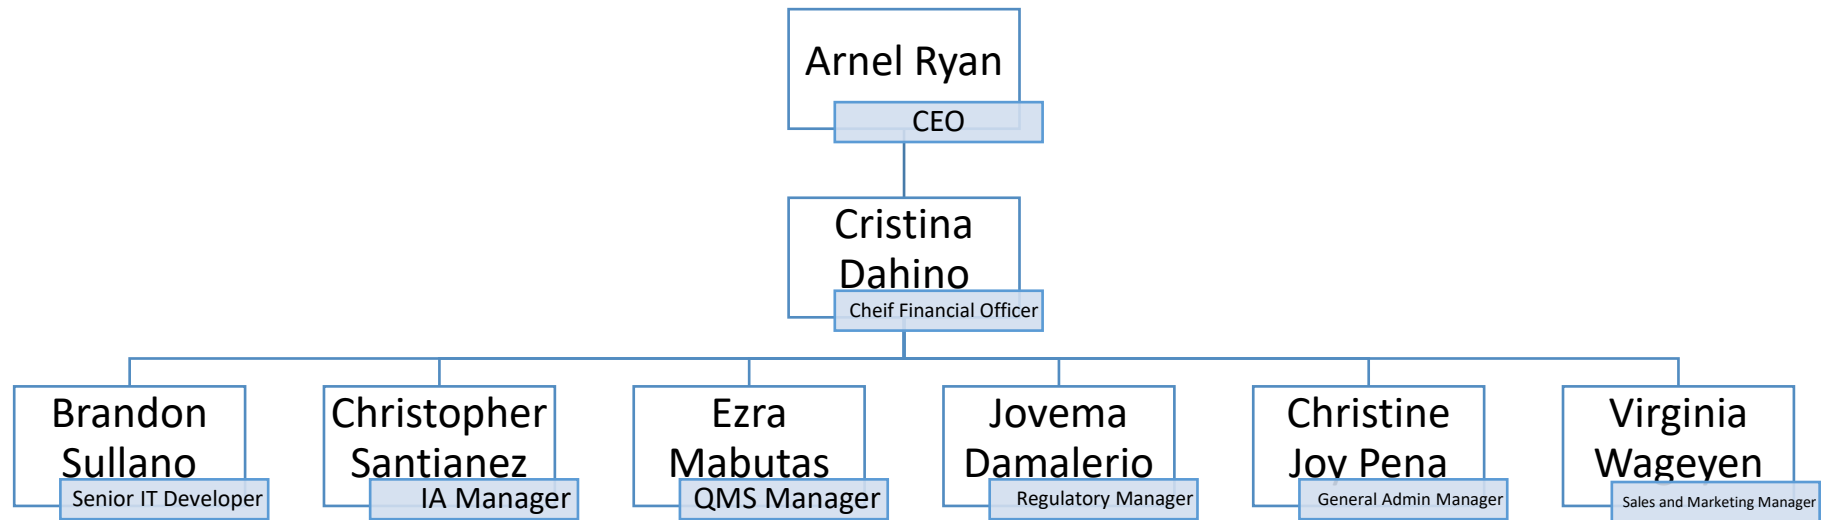 Arnel Ryan
CEO
Cristina
Dahino
Cheif Financial Officer
Brandon
Sullano
Senior IT Developer
Christopher
Santianez
IA Manager
Ezra
Mabutas
QMS Manager
Jovema
Damalerio
Regulatory Manager
Christine
Joy Pena
General Admin Manager
Virginia
Wageyen
Sales and Marketing Manager